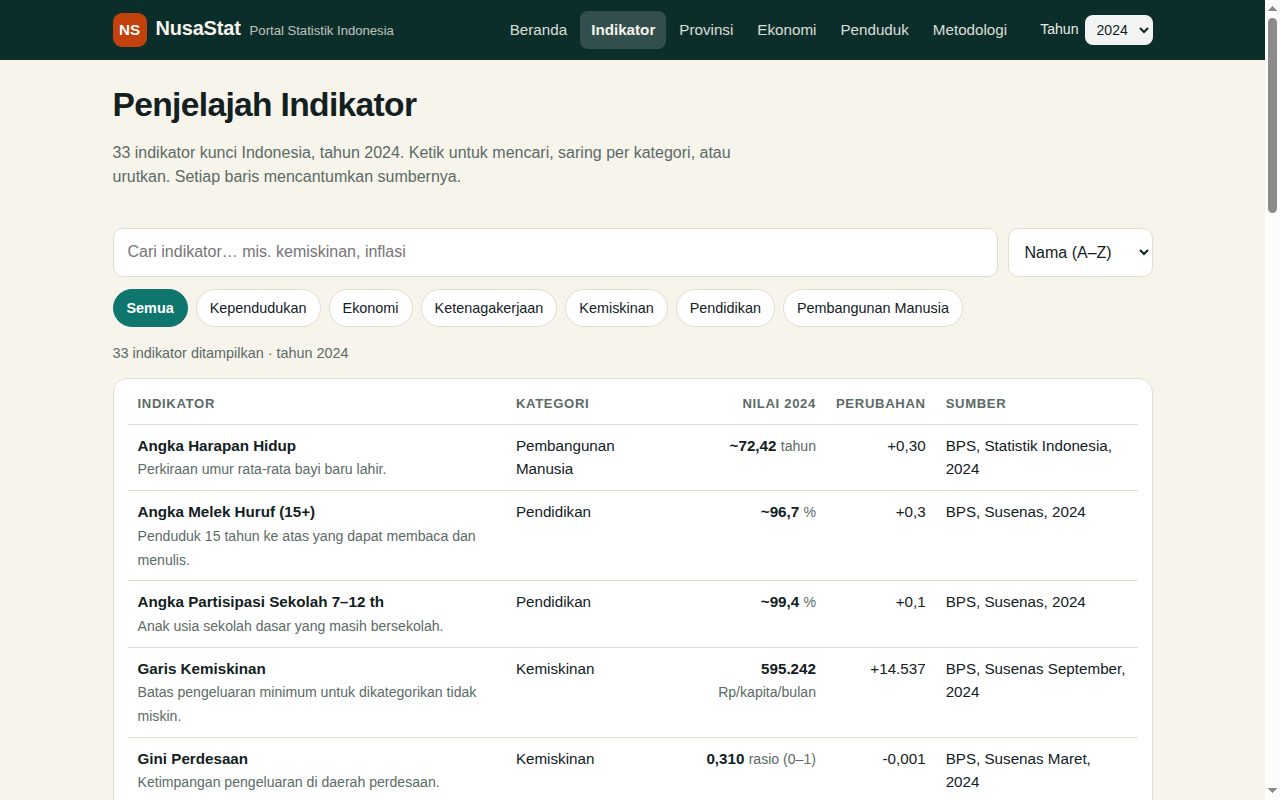 NS NusaStat Portal Statistik Indonesia Beranda Indikator Provinsi Ekonomi Penduduk Metodologi Tahun 2024
Penjelajah Indikator
33 indikator kunci Indonesia, tahun 2024. Ketik untuk mencari, saring per kategori, atau
urutkan. Setiap baris mencantumkan sumbernya.
Cari indikator… mis. kemiskinan, inflasi Nama (A–Z)
Semua Kependudukan Ekonomi Ketenagakerjaan Kemiskinan Pendidikan Pembangunan Manusia
33 indikator ditampilkan · tahun 2024
INDIKATOR KATEGORI NILAI 2024 PERUBAHAN SUMBER
Angka Harapan Hidup Pembangunan ~72,42 tahun +0,30 BPS, Statistik Indonesia,
Perkiraan umur rata-rata bayi baru lahir. Manusia 2024
Angka Melek Huruf (15+) Pendidikan ~96,7 % +0,3 BPS, Susenas, 2024
Penduduk 15 tahun ke atas yang dapat membaca dan
menulis.
Angka Partisipasi Sekolah 7–12 th Pendidikan ~99,4 % +0,1 BPS, Susenas, 2024
Anak usia sekolah dasar yang masih bersekolah.
Garis Kemiskinan Kemiskinan 595.242 +14.537 BPS, Susenas September,
Batas pengeluaran minimum untuk dikategorikan tidak Rp/kapita/bulan 2024
miskin.
Gini Perdesaan Kemiskinan 0,310 rasio (0–1) -0,001 BPS, Susenas Maret,
Ketimpangan pengeluaran di daerah perdesaan. 2024